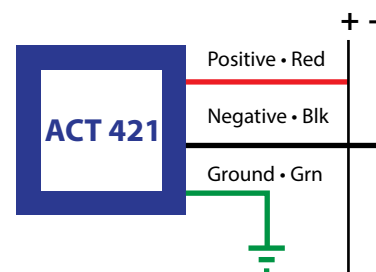 + -
Positive • Red
Negative • Blk
ACT 421
Ground • Grn